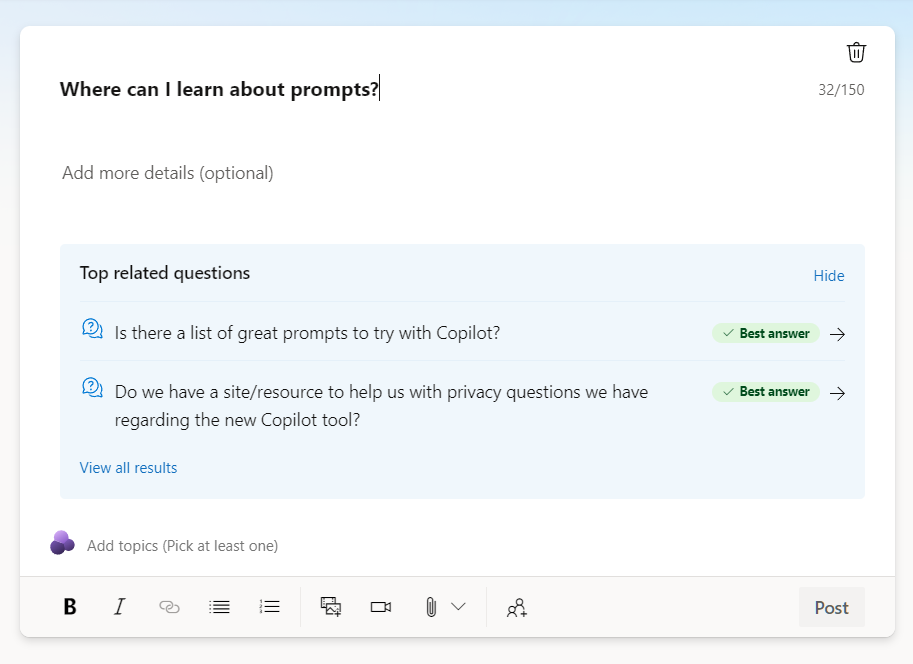 Where can I learn about prompts?
32/150
Add more details (optional)
Top related questions
Hide
Is there a list of great prompts to try with Copilot?
Best answer
Do we have a site/resource to help us with privacy questions we have
regarding the new Copilot tool?
Best answer
View all results
Add topics (Pick at least one)
B
I
Post